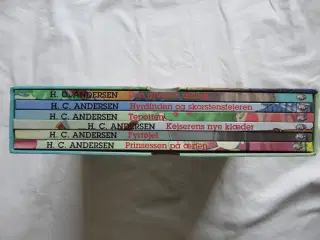 H. C. ANDERSEN
H. C. ANDERSEN Hyrdinden og skorstensfejeren
H. C. ANDERSEN Tepotten
H. C. ANDERSEN Kejserens nye klæder
H. C. ANDERSEN Fyrtøjet
H. C. ANDERSEN Prinsessen på ærten